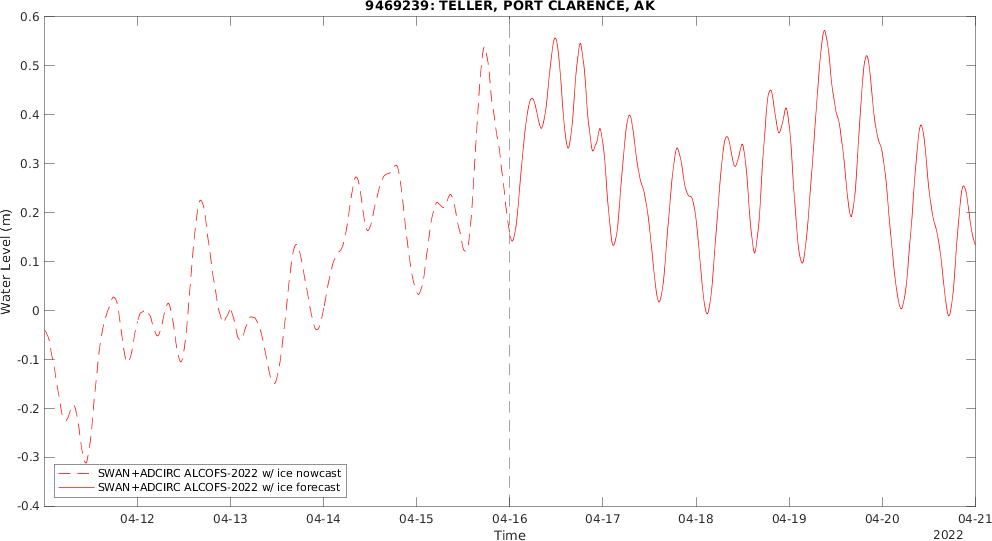 9469239: TELLER, PORT CLARENCE, AK
Water Level (m)
0.6
0.5
0.4
0.3
0.2
0.1
0
-0.1
-0.2
-0.3
-0.4
SWAN+ADCIRC ALCOFS-2022 w/ ice nowcast
SWAN+ADCIRC ALCOFS-2022 w/ ice forecast
04-12 04-13 04-14 04-15 04-16 04-17 04-18 04-19 04-20 04-21
Time
2022